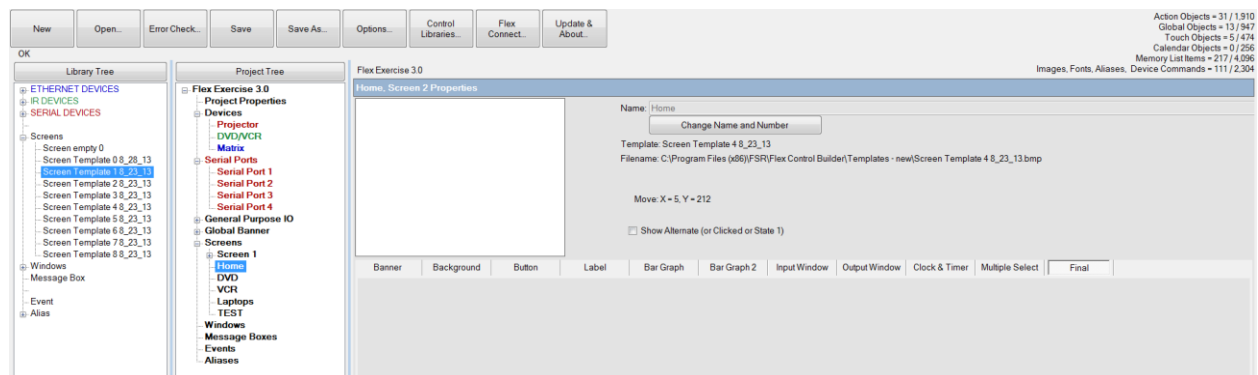 New
Open...
Error Check...
Save
Save As...
Options...
Control Libraries...
Flex Connect...
Update & About...
Action Objects = 31 / 1,910
Global Objects = 13 / 947
Touch Objects = 5 / 474
Calendar Objects = 0 / 256
Memory List Items = 217 / 4,096
Images, Fonts, Aliases, Device Commands = 111 / 2,304
OK
Library Tree
ETHERNET DEVICES
IR DEVICES
SERIAL DEVICES
Screens
Screen empty 0
Screen Template 0 8_28_13
Screen Template 1 8_23_13
Screen Template 2 8_23_13
Screen Template 3 8_23_13
Screen Template 4 8_23_13
Screen Template 5 8_23_13
Screen Template 6 8_23_13
Screen Template 7 8_23_13
Screen Template 8 8_23_13
Windows
Message Box
Event
Alias
Project Tree
Flex Exercise 3.0
Project Properties
Devices
Projector
DVD/VCR
Matrix
Serial Ports
Serial Port 1
Serial Port 2
Serial Port 3
Serial Port 4
General Purpose IO
Global Banner
Screens
Screen 1
Home
DVD
VCR
Laptops
TEST
Windows
Message Boxes
Events
Aliases
Flex Exercise 3.0
Home, Screen 2 Properties
Name: Home
Change Name and Number
Template: Screen Template 4 8_23_13
Filename: C:\Program Files (x86)\FSR\Flex Control Builder\Templates - new\Screen Template 4 8_23_13.bmp
Move: X = 5, Y = 212
Show Alternate (or Clicked or State 1)
Banner
Background
Button
Label
Bar Graph
Bar Graph 2
Input Window
Output Window
Clock & Timer
Multiple Select
Final